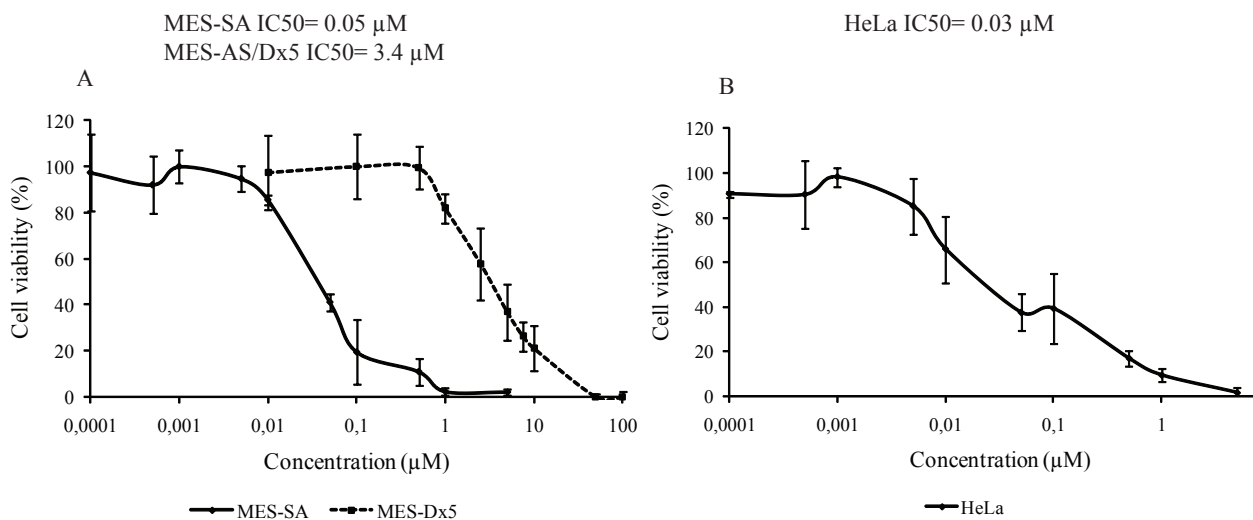 MES-SA IC50= 0.05 µM
MES-AS/Dx5 IC50= 3.4 µM
A
Cell viability (%)
120
100
80
60
40
20
0
0,0001 0,001 0,01 0,1 1 10 100
Concentration (µM)
MES-SA MES-Dx5
HeLa IC50= 0.03 µM
B
Cell viability (%)
120
100
80
60
40
20
0
0,0001 0,001 0,01 0,1 1
Concentration (µM)
HeLa